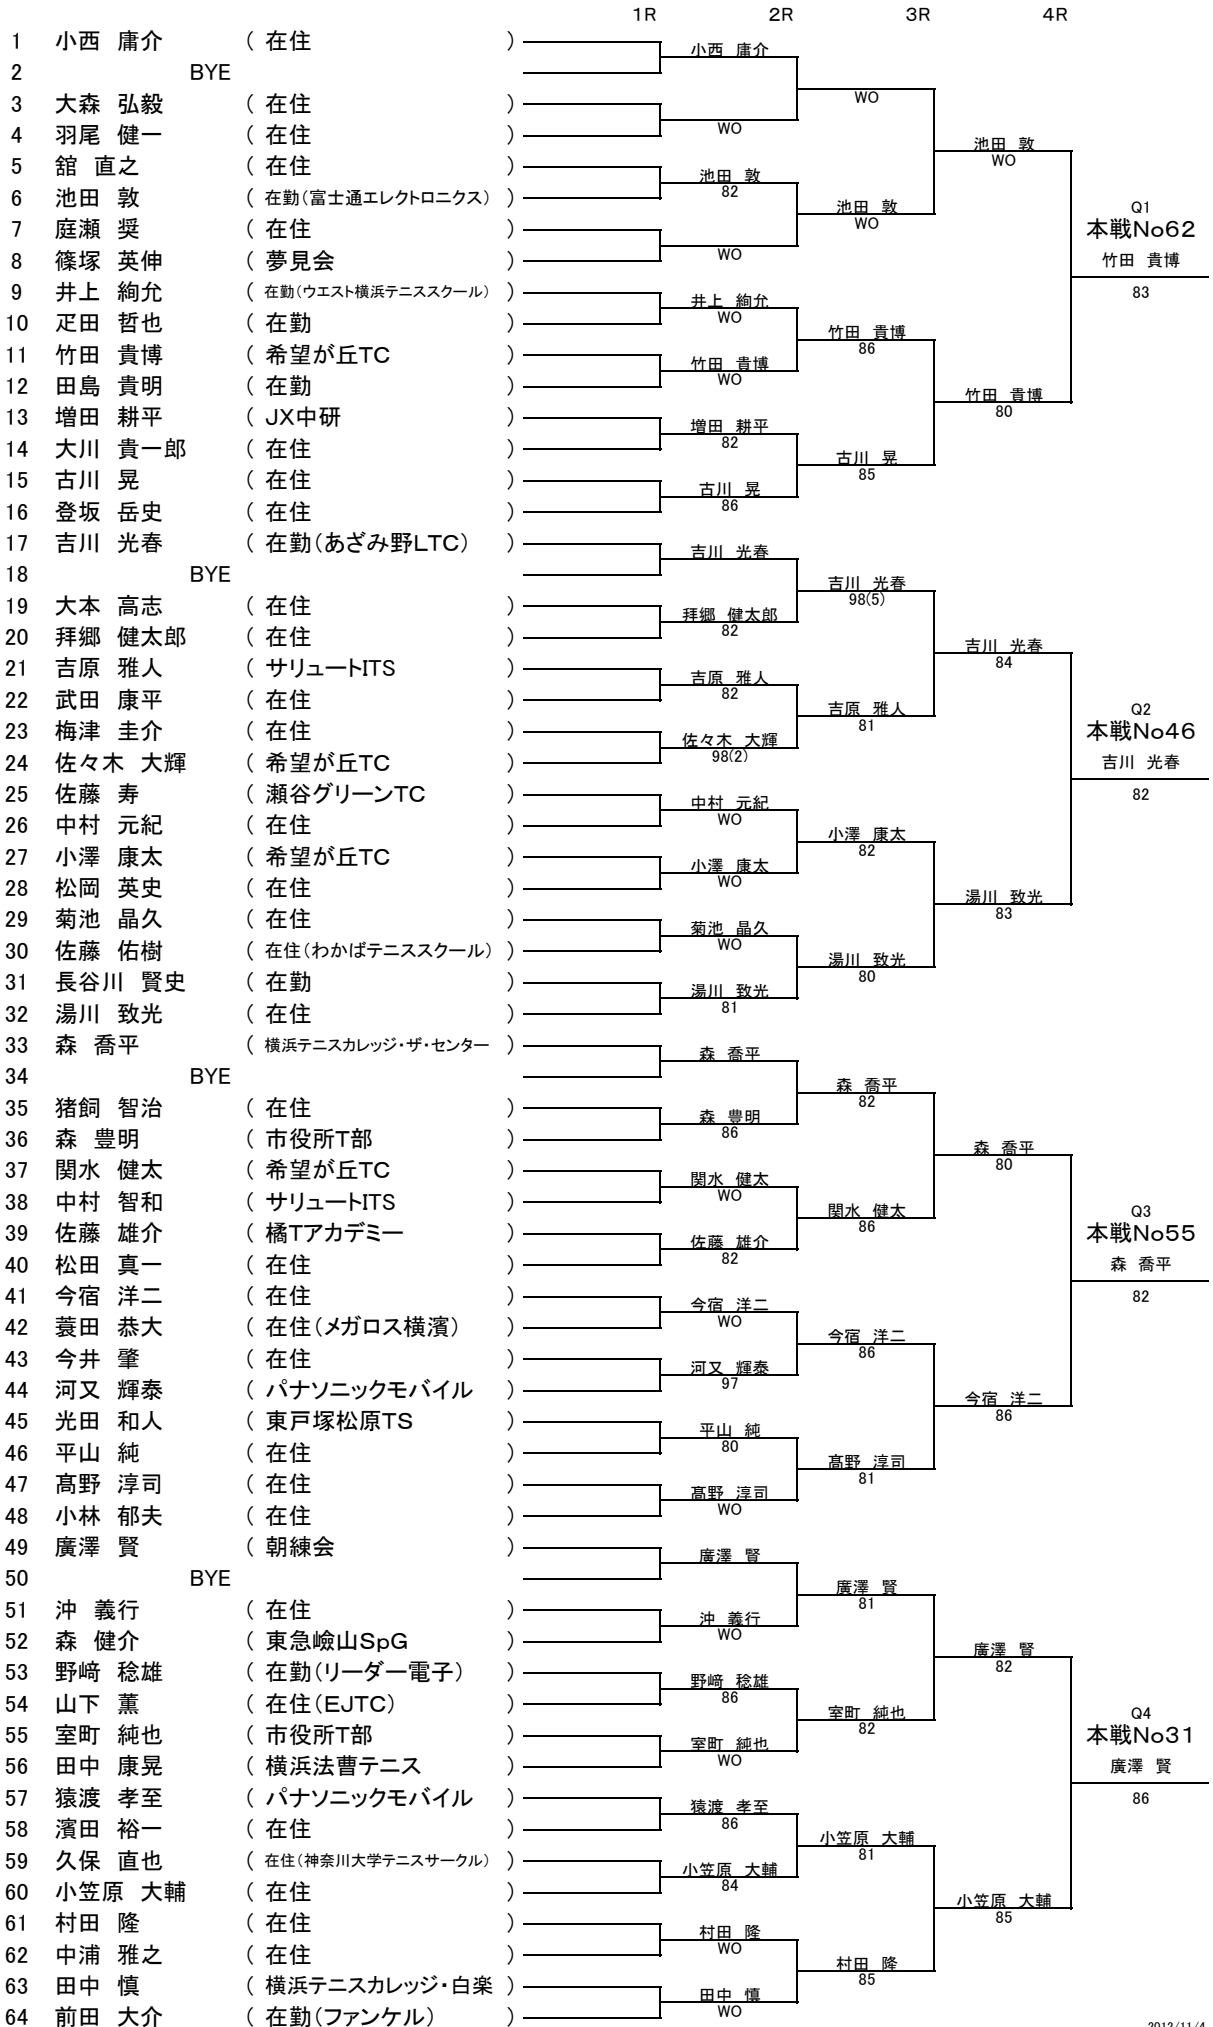 1R 2R 3R 4R
1 小西 庸介 ( 在住 )
2 BYE
3 大森 弘毅 ( 在住 )
4 羽尾 健一 ( 在住 )
5 舘 直之 ( 在住 )
6 池田 敦 ( 在勤(富士通エレクトロニクス) )
7 庭瀬 奨 ( 在住 )
8 篠塚 英伸 ( 夢見会 )
9 井上 絢允 ( 在勤(ウエスト横浜テニススクール) )
10 疋田 哲也 ( 在勤 )
11 竹田 貴博 ( 希望が丘TC )
12 田島 貴明 ( 在勤 )
13 増田 耕平 ( JX中研 )
14 大川 貴一郎 ( 在住 )
15 古川 晃 ( 在住 )
16 登坂 岳史 ( 在住 )
17 吉川 光春 ( 在勤(あざみ野LTC) )
18 BYE
19 大本 高志 ( 在住 )
20 拜郷 健太郎 ( 在住 )
21 吉原 雅人 ( サリュートITS )
22 武田 康平 ( 在住 )
23 梅津 圭介 ( 在住 )
24 佐々木 大輝 ( 希望が丘TC )
25 佐藤 寿 ( 瀬谷グリーンTC )
26 中村 元紀 ( 在住 )
27 小澤 康太 ( 希望が丘TC )
28 松岡 英史 ( 在住 )
29 菊池 晶久 ( 在住 )
30 佐藤 佑樹 ( 在住(わかばテニススクール) )
31 長谷川 賢史 ( 在勤 )
32 湯川 致光 ( 在住 )
33 森 喬平 ( 横浜テニスカレッジ・ザ・センター )
34 BYE
35 猪飼 智治 ( 在住 )
36 森 豊明 ( 市役所T部 )
37 関水 健太 ( 希望が丘TC )
38 中村 智和 ( サリュートITS )
39 佐藤 雄介 ( 橘Tアカデミー )
40 松田 真一 ( 在住 )
41 今宿 洋二 ( 在住 )
42 蓑田 恭大 ( 在住(メガロス横濱) )
43 今井 肇 ( 在住 )
44 河又 輝泰 ( パナソニックモバイル )
45 光田 和人 ( 東戸塚松原TS )
46 平山 純 ( 在住 )
47 髙野 淳司 ( 在住 )
48 小林 郁夫 ( 在住 )
49 廣澤 賢 ( 朝練会 )
50 BYE
51 沖 義行 ( 在住 )
52 森 健介 ( 東急嶮山SpG )
53 野﨑 稔雄 ( 在勤(リーダー電子) )
54 山下 薫 ( 在住(EJTC) )
55 室町 純也 ( 市役所T部 )
56 田中 康晃 ( 横浜法曹テニス )
57 猿渡 孝至 ( パナソニックモバイル )
58 濱田 裕一 ( 在住 )
59 久保 直也 ( 在住(神奈川大学テニスサークル) )
60 小笠原 大輔 ( 在住 )
61 村田 隆 ( 在住 )
62 中浦 雅之 ( 在住 )
63 田中 慎 ( 横浜テニスカレッジ・白楽 )
64 前田 大介 ( 在勤(ファンケル) )
小西 庸介
WO
池田 敦
82
WO
井上 絢允
WO
竹田 貴博
WO
増田 耕平
82
古川 晃
86
吉川 光春
拜郷 健太郎
82
吉原 雅人
82
佐々木 大輝
98(2)
中村 元紀
WO
小澤 康太
WO
菊池 晶久
WO
湯川 致光
81
森 喬平
森 豊明
86
関水 健太
WO
佐藤 雄介
82
今宿 洋二
WO
河又 輝泰
97
平山 純
80
髙野 淳司
WO
廣澤 賢
沖 義行
WO
野﨑 稔雄
86
室町 純也
WO
猿渡 孝至
86
小笠原 大輔
84
村田 隆
WO
田中 慎
WO
WO
池田 敦
WO
竹田 貴博
86
古川 晃
85
吉川 光春
98(5)
吉原 雅人
81
小澤 康太
82
湯川 致光
80
森 喬平
82
関水 健太
86
今宿 洋二
86
髙野 淳司
81
廣澤 賢
81
室町 純也
82
小笠原 大輔
81
村田 隆
85
池田 敦
WO
竹田 貴博
80
吉川 光春
84
湯川 致光
83
森 喬平
80
今宿 洋二
86
廣澤 賢
82
小笠原 大輔
85
Q1
本戦No62
竹田 貴博
83
Q2
本戦No46
吉川 光春
82
Q3
本戦No55
森 喬平
82
Q4
本戦No31
廣澤 賢
86
2012/11/4